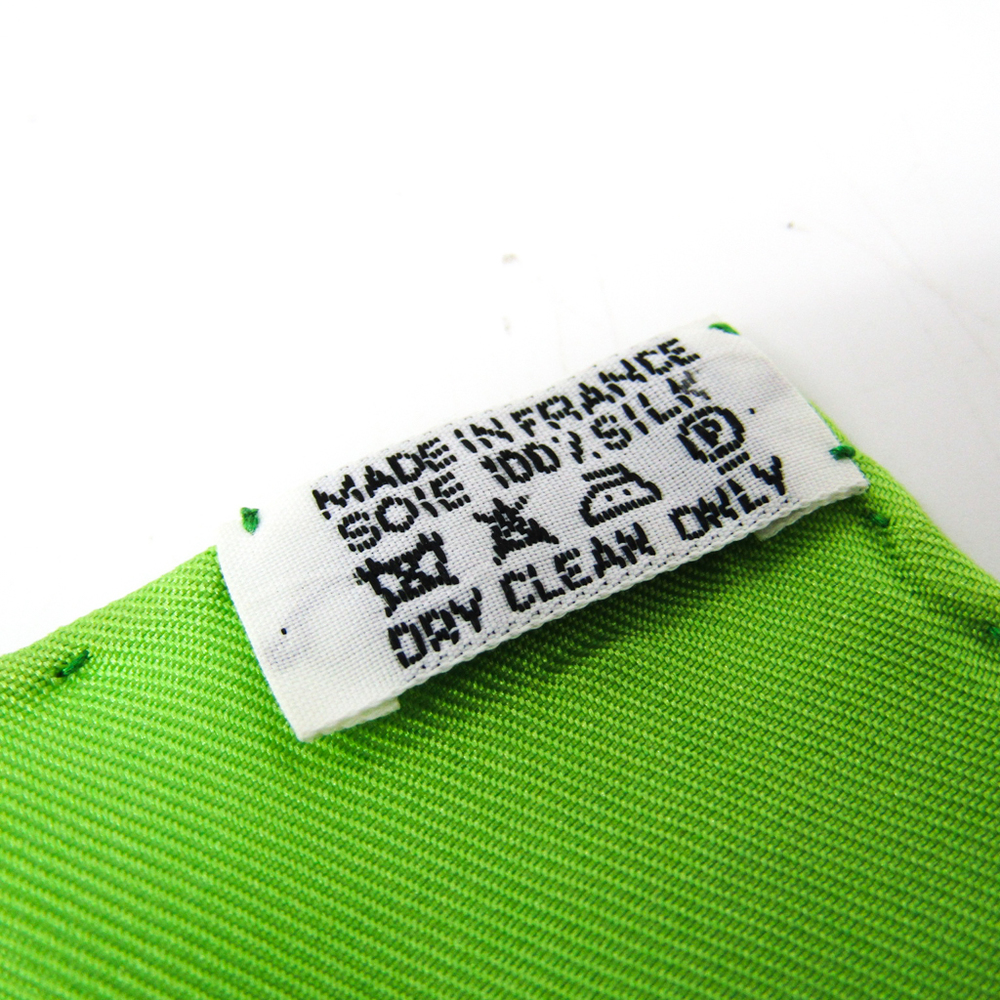 MADE IN FRANCE
SOIE 100% SILK
P
DRY CLEAN ONLY